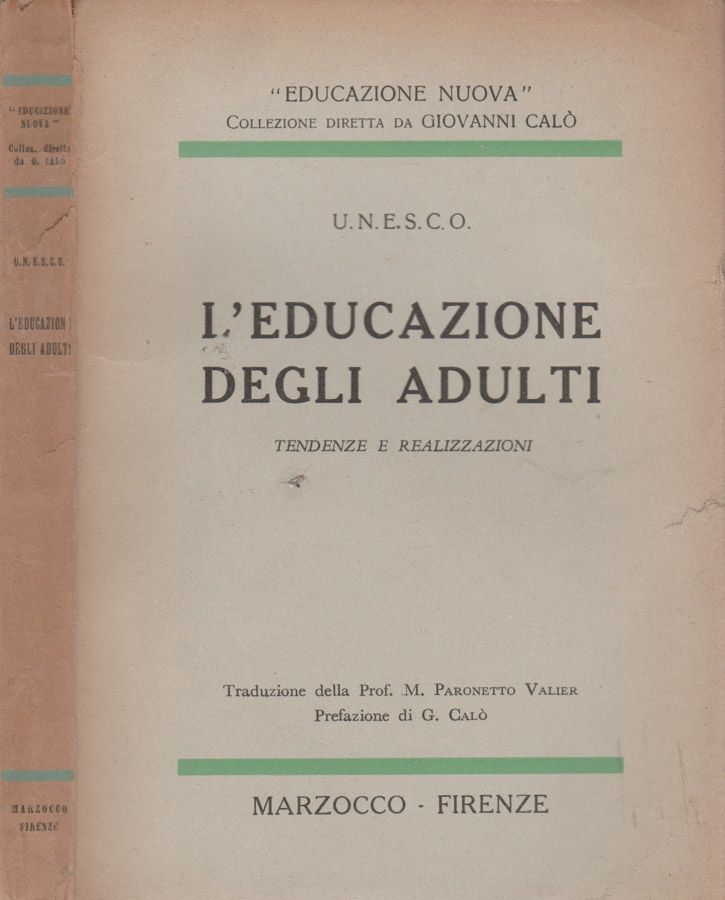 "EDUCAZIONE
NUOVA"
Collez. diretta
da G. CALÒ
U.N.E.S.C.O.
L'EDUCAZION
DEGLI ADULTI
MARZOCCO
FIRENZE
"EDUCAZIONE NUOVA"
COLLEZIONE DIRETTA DA GIOVANNI CALÒ
U.N.E.S.C.O.
L'EDUCAZIONE
DEGLI ADULTI
TENDENZE E REALIZZAZIONI
Traduzione della Prof. M. PARONETTO VALIER
Prefazione di G. CALÒ
MARZOCCO - FIRENZE